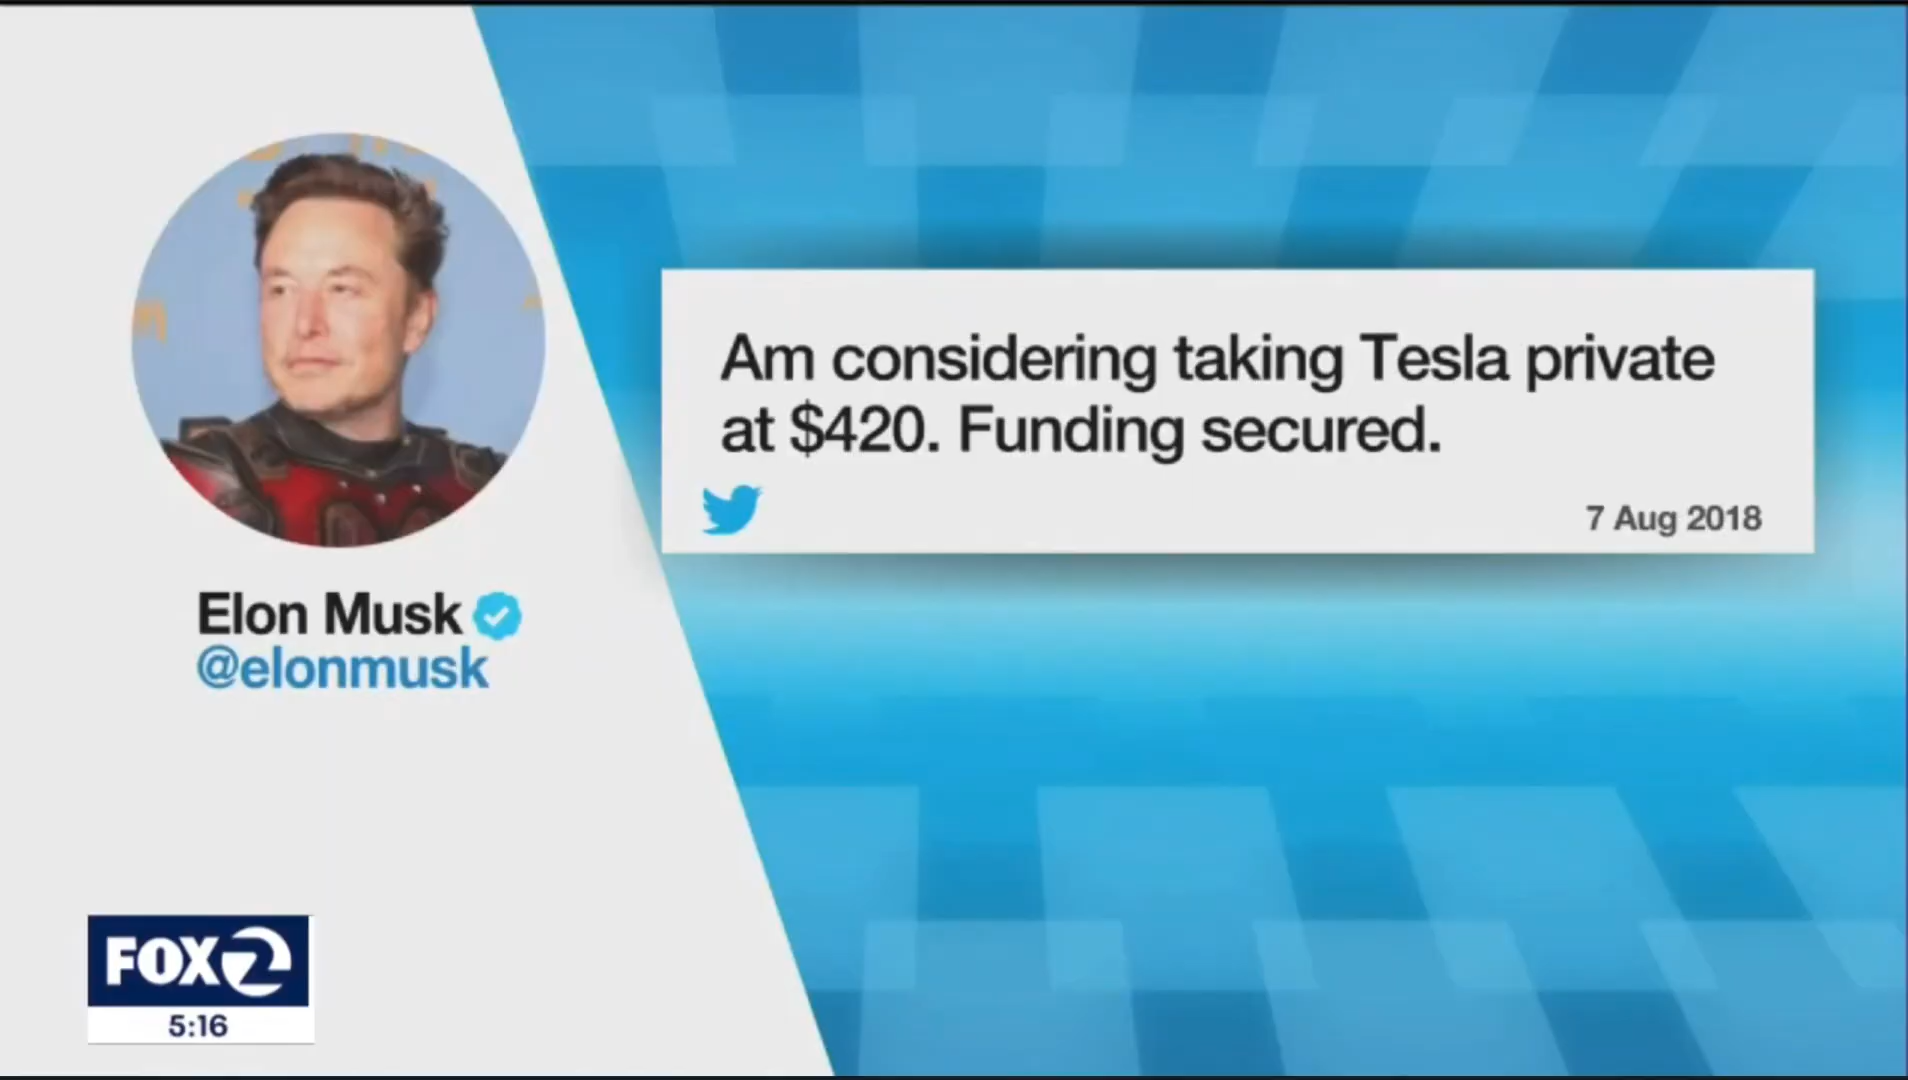 Am considering taking Tesla private
at $420. Funding secured.
7 Aug 2018
Elon Musk
@elonmusk
FOX 2
5:16